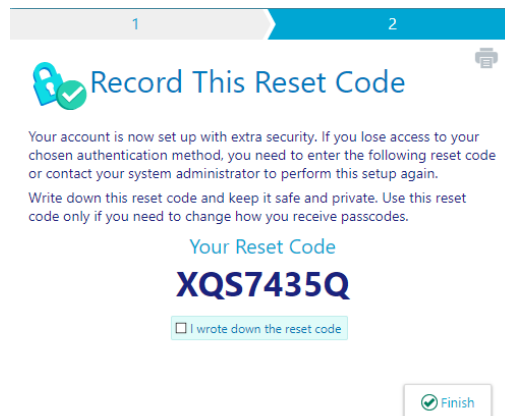 1
2
Record This Reset Code
Your account is now set up with extra security. If you lose access to your
chosen authentication method, you need to enter the following reset code
or contact your system administrator to perform this setup again.
Write down this reset code and keep it safe and private. Use this reset
code only if you need to change how you receive passcodes.
Your Reset Code
XQS7435Q
I wrote down the reset code
Finish